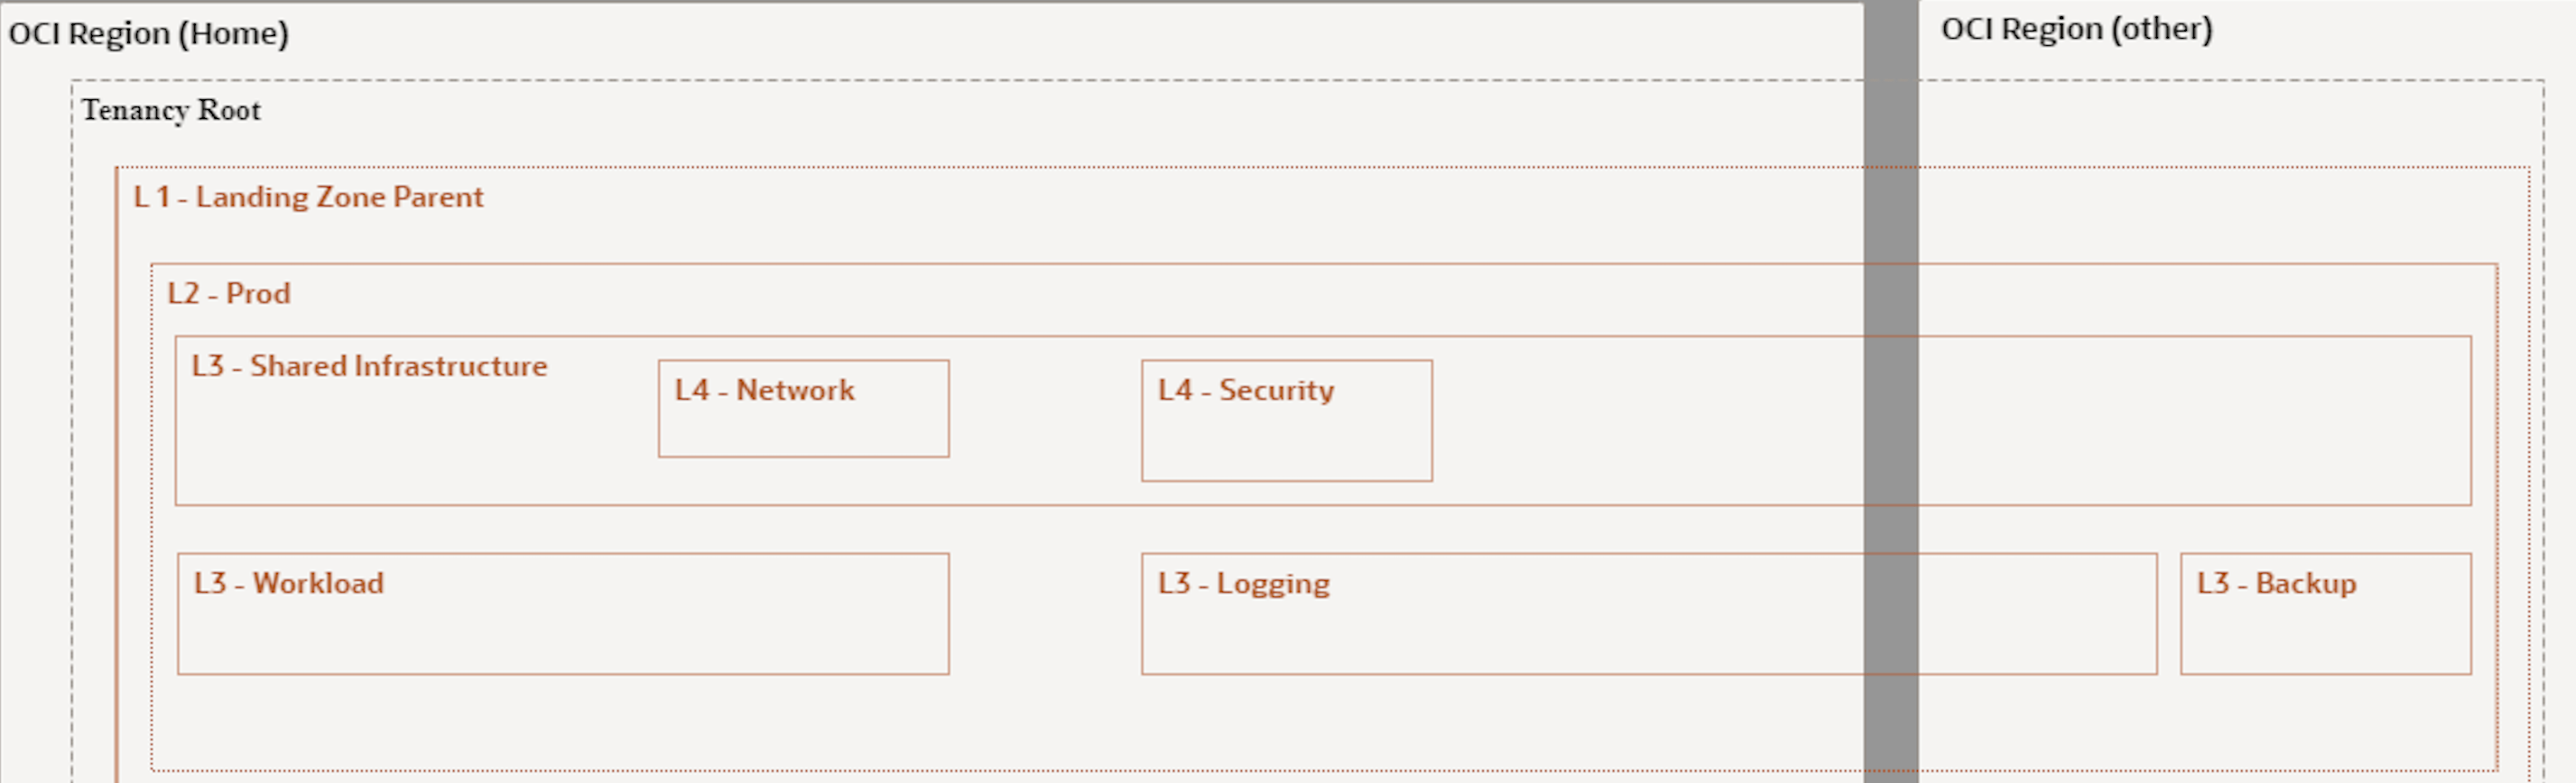 OCI Region (Home)
OCI Region (other)
Tenancy Root
L 1 - Landing Zone Parent
L2 - Prod
L3 - Shared Infrastructure
L4 - Network
L4 - Security
L3 - Workload
L3 - Logging
L3 - Backup